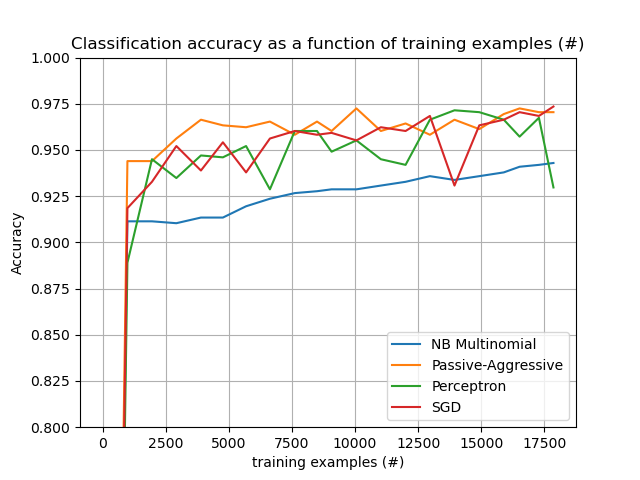 Classification accuracy as a function of training examples (#)
1.000
0.975
0.950
0.925
0.900
0.875
0.850
0.825
0.800
Accuracy
NB Multinomial
Passive-Aggressive
Perceptron
SGD
0 2500 5000 7500 10000 12500 15000 17500
training examples (#)